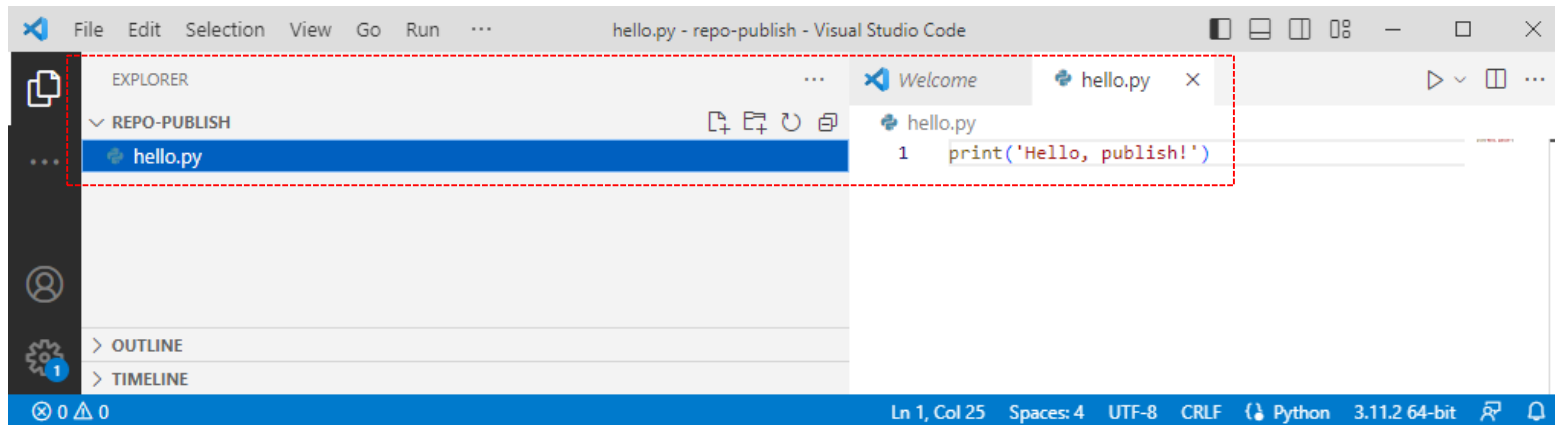 File Edit Selection View Go Run ··· hello.py - repo-publish - Visual Studio Code
EXPLORER ···
REPO-PUBLISH
hello.py
OUTLINE
TIMELINE
Welcome hello.py
hello.py
1 print('Hello, publish!')
1
0 0 Ln 1, Col 25 Spaces: 4 UTF-8 CRLF Python 3.11.2 64-bit